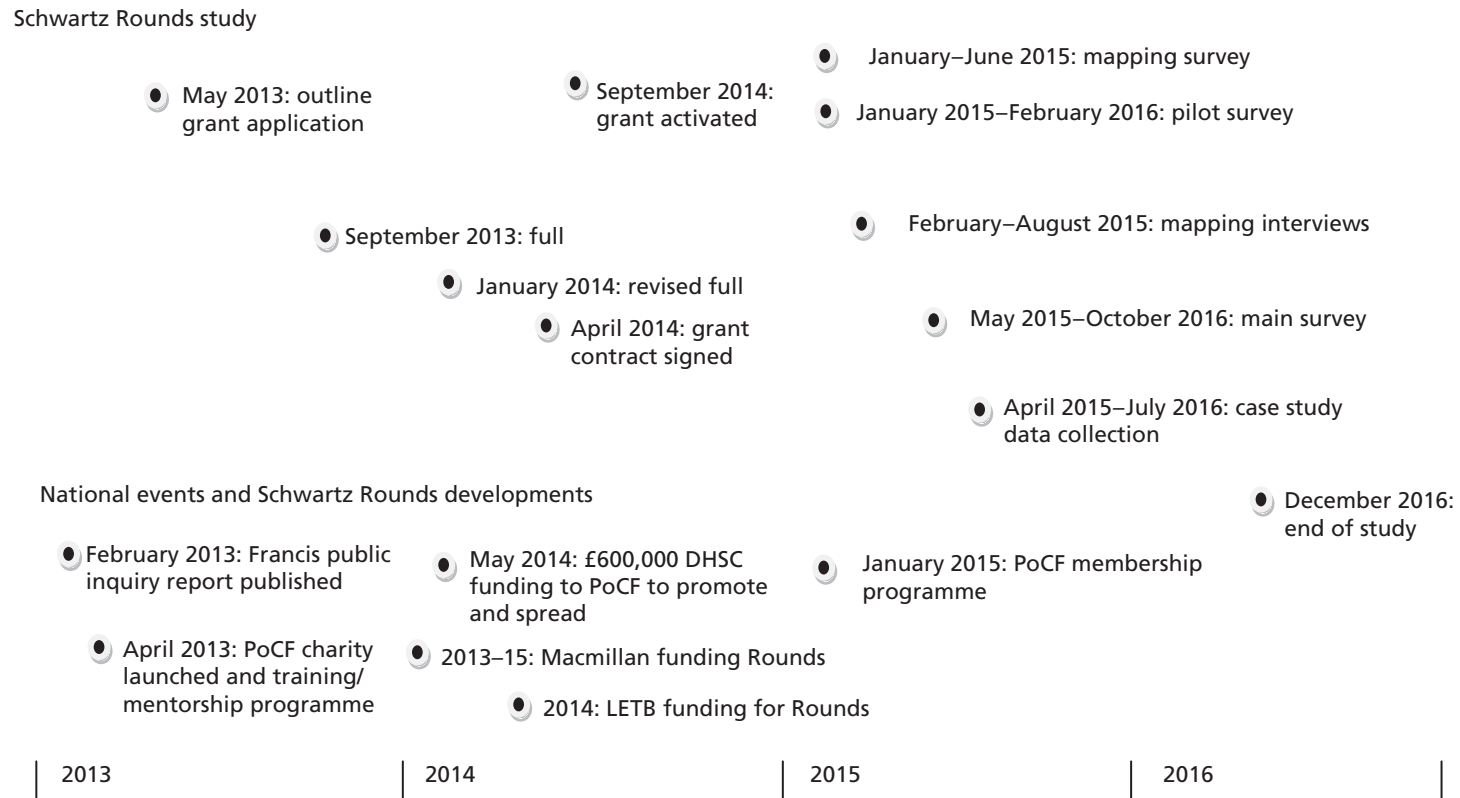 Schwartz Rounds study
May 2013: outline
grant application
September 2014:
grant activated
January–June 2015: mapping survey
January 2015–February 2016: pilot survey
September 2013: full
January 2014: revised full
April 2014: grant
contract signed
February–August 2015: mapping interviews
May 2015–October 2016: main survey
April 2015–July 2016: case study
data collection
December 2016:
end of study
National events and Schwartz Rounds developments
February 2013: Francis public
inquiry report published
April 2013: PoCF charity
launched and training/
mentorship programme
May 2014: £600,000 DHSC
funding to PoCF to promote
and spread
2013–15: Macmillan funding Rounds
2014: LETB funding for Rounds
January 2015: PoCF membership
programme
2013
2014
2015
2016